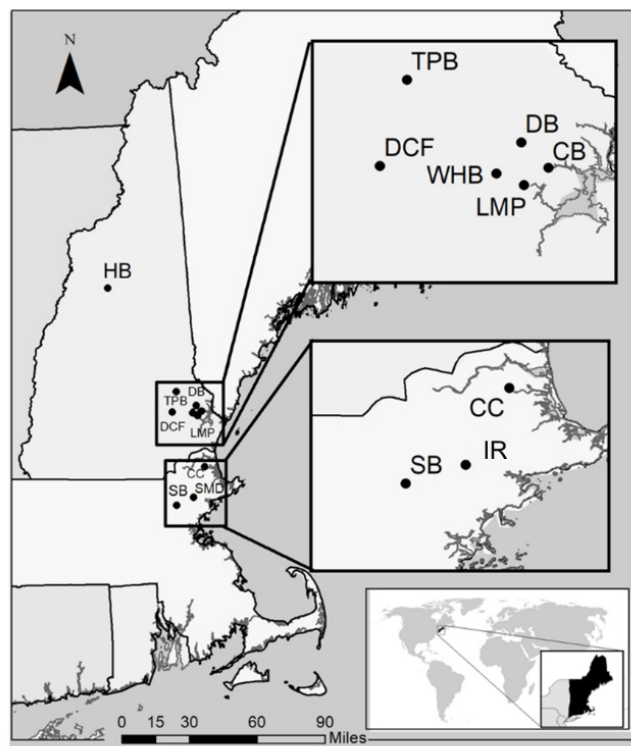 N
TPB
DB
DCF
CB
WHB
LMP
HB
DB
TPB
DCF
LMP
CC
IR
SB
CC
SMD
SB
0 15 30 60 90
Miles